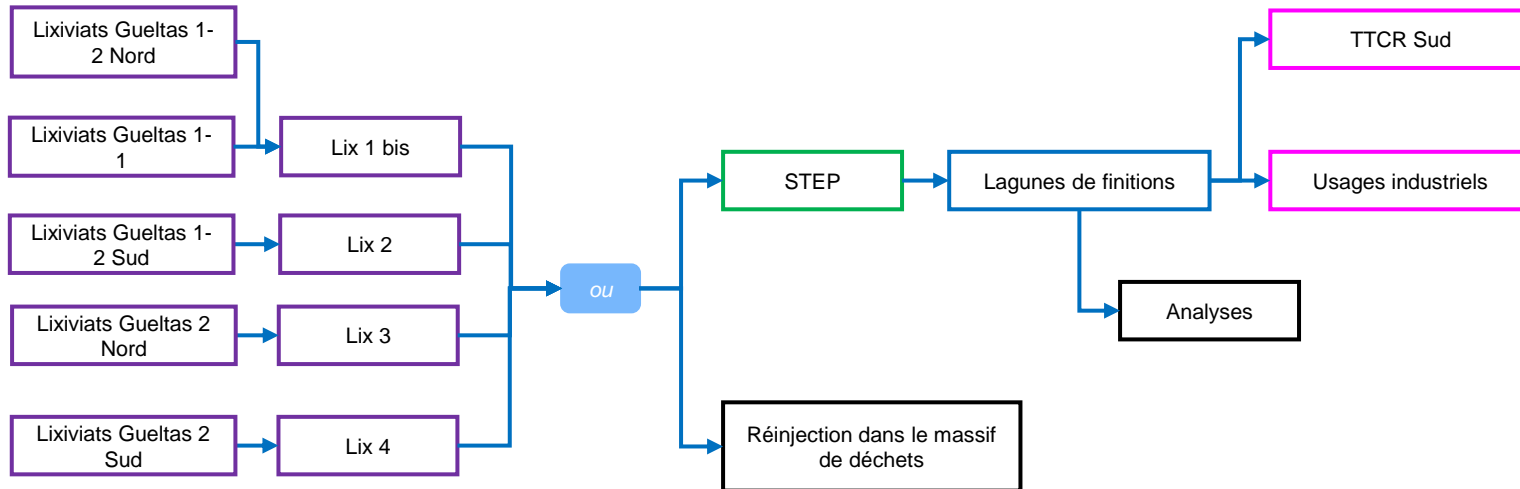 Lixiviats Gueltas 1-
2 Nord
Lixiviats Gueltas 1-
1
Lix 1 bis
Lixiviats Gueltas 1-
2 Sud
Lix 2
Lixiviats Gueltas 2
Nord
Lix 3
Lixiviats Gueltas 2
Sud
Lix 4
ou
STEP
Lagunes de finitions
TTCR Sud
Usages industriels
Analyses
Réinjection dans le massif
de déchets